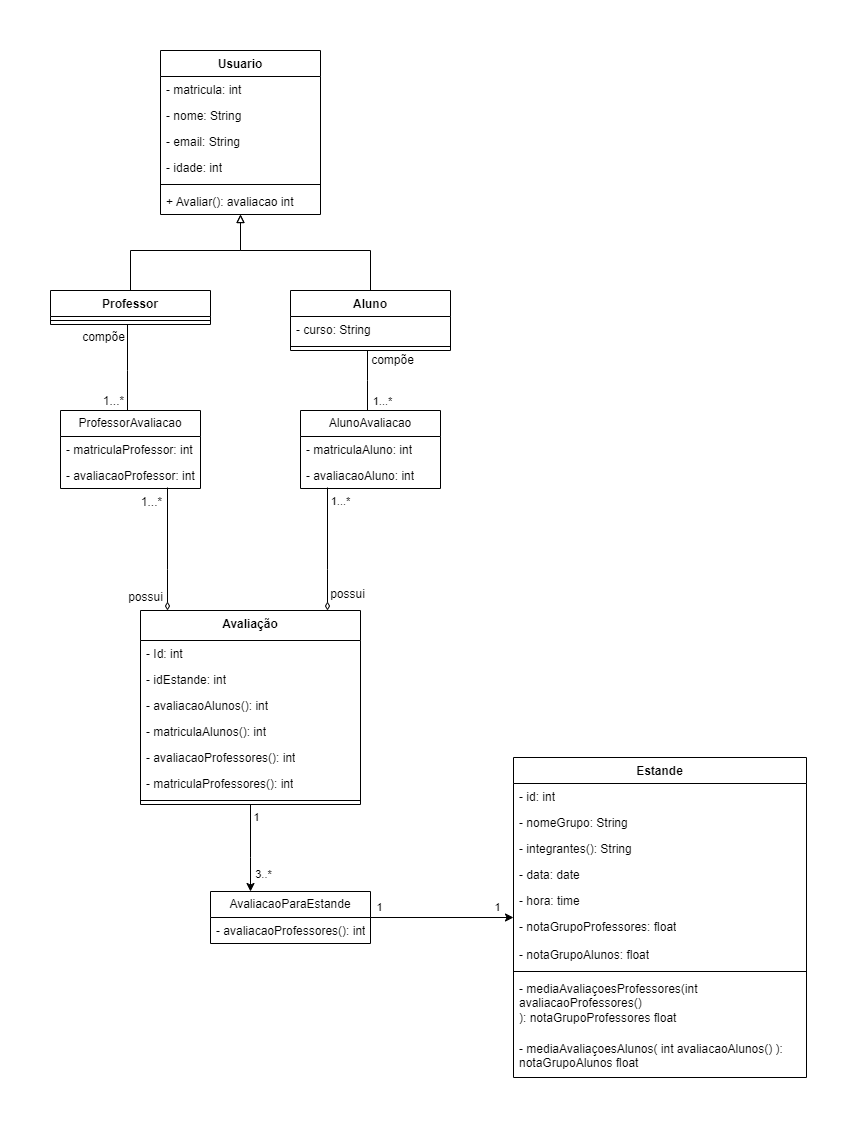 Usuario
- matricula: int
- nome: String
- email: String
- idade: int
+ Avaliar(): avaliacao int
Professor
Aluno
- curso: String
compõe
compõe
1...*
1...*
ProfessorAvaliacao
- matriculaProfessor: int
- avaliacaoProfessor: int
AlunoAvaliacao
- matriculaAluno: int
- avaliacaoAluno: int
1...*
1...*
possui
possui
Avaliação
- Id: int
- idEstande: int
- avaliacaoAlunos(): int
- matriculaAlunos(): int
- avaliacaoProfessores(): int
- matriculaProfessores(): int
1
3..*
AvaliacaoParaEstande
- avaliacaoProfessores(): int
1
1
Estande
- id: int
- nomeGrupo: String
- integrantes(): String
- data: date
- hora: time
- notaGrupoProfessores: float
- notaGrupoAlunos: float
- mediaAvaliaçoesProfessores(int
avaliacaoProfessores()
): notaGrupoProfessores float
- mediaAvaliaçoesAlunos( int avaliacaoAlunos() ):
notaGrupoAlunos float